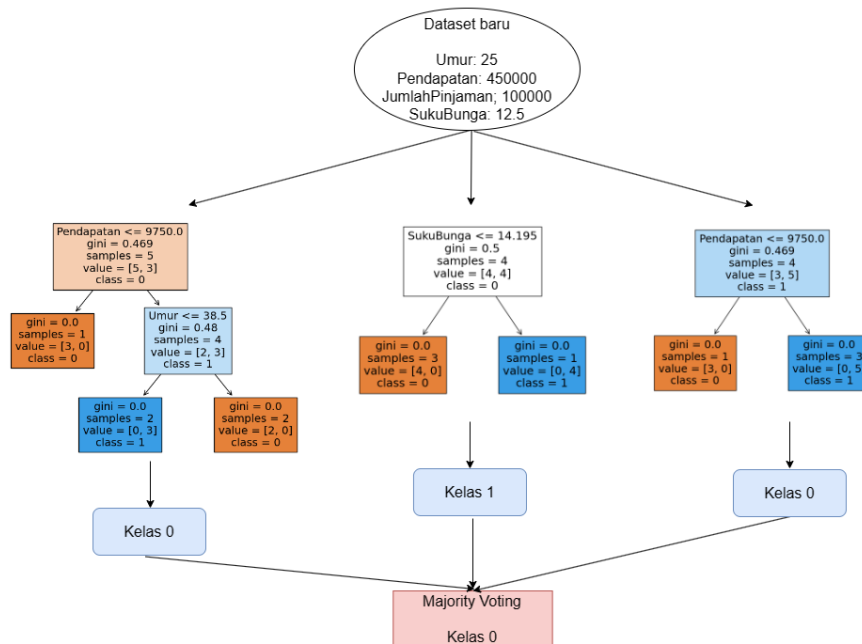 Dataset baru
Umur: 25
Pendapatan: 450000
JumlahPinjaman; 100000
SukuBunga: 12.5
Pendapatan <= 9750.0
gini = 0.469
samples = 5
value = [5, 3]
class = 0
gini = 0.0
samples = 1
value = [3, 0]
class = 0
Umur <= 38.5
gini = 0.48
samples = 4
value = [2, 3]
class = 1
gini = 0.0
samples = 2
value = [0, 3]
class = 1
gini = 0.0
samples = 2
value = [2, 0]
class = 0
Kelas 0
SukuBunga <= 14.195
gini = 0.5
samples = 4
value = [4, 4]
class = 0
gini = 0.0
samples = 3
value = [4, 0]
class = 0
gini = 0.0
samples = 1
value = [0, 4]
class = 1
Kelas 1
Pendapatan <= 9750.0
gini = 0.469
samples = 4
value = [3, 5]
class = 1
gini = 0.0
samples = 1
value = [3, 0]
class = 0
gini = 0.0
samples = 3
value = [0, 5]
class = 1
Kelas 0
Majority Voting
Kelas 0